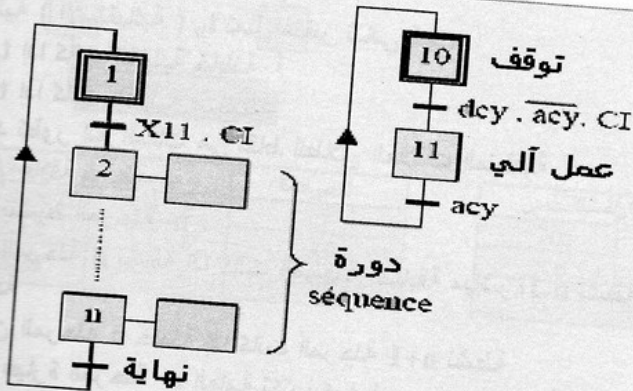 1
X11 . CI
2
n
نهاية
دورة
séquence
10
توقف
dcy . acy. CI
11
عمل آلي
acy